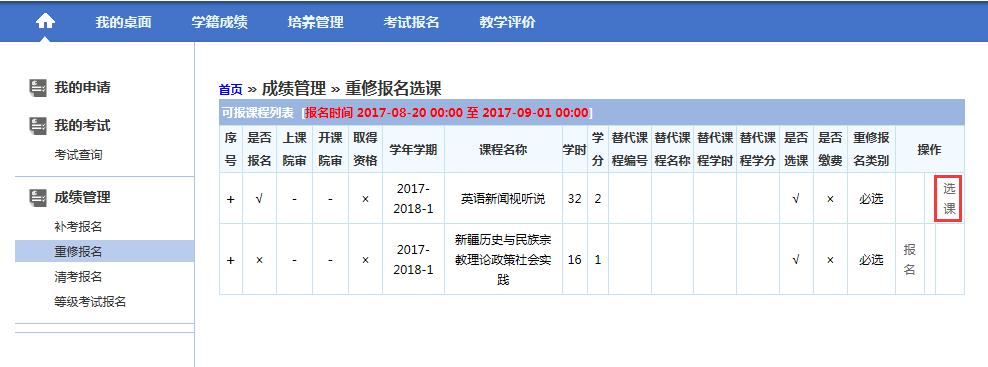 我的桌面 学籍成绩 培养管理 考试报名 教学评价
我的申请
我的考试
考试查询
成绩管理
补考报名
重修报名
清考报名
等级考试报名
首页 » 成绩管理 » 重修报名选课
可报课程列表 [报名时间 2017-08-20 00:00 至 2017-09-01 00:00]
序号 是否报名 上课院审 开课院审 取得资格 学年学期 课程名称 学时 学分 替代课程编号 替代课程名称 替代课程学时 替代课程学分 是否选课 是否缴费 重修报名类别 操作
+ √ - - × 2017-2018-1 英语新闻视听说 32 2 √ × 必选 选课
+ × - - × 2017-2018-1 新疆历史与民族宗教理论政策社会实践 16 1 √ × 必选 报名